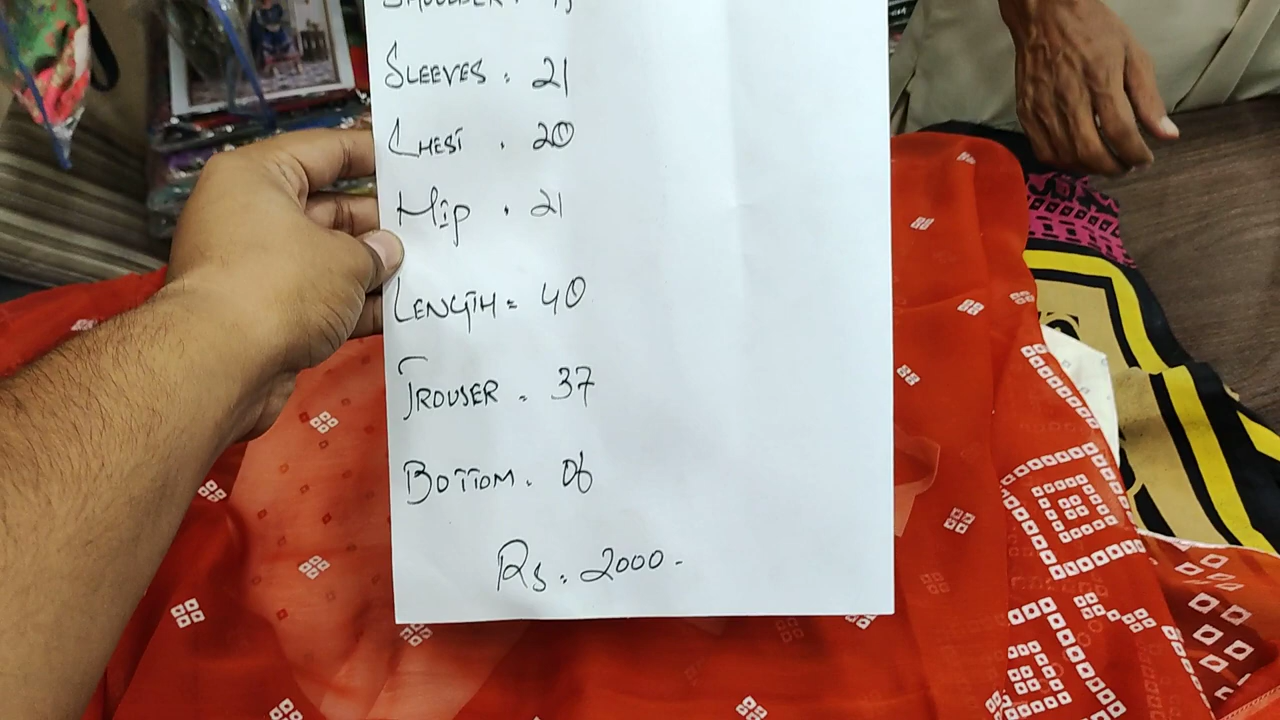 SLEEVES = 21
CHEST . 20
Hip . 21
LENGTH = 40
TROUSER = 37
BOTTOM . 06
Rs. 2000.